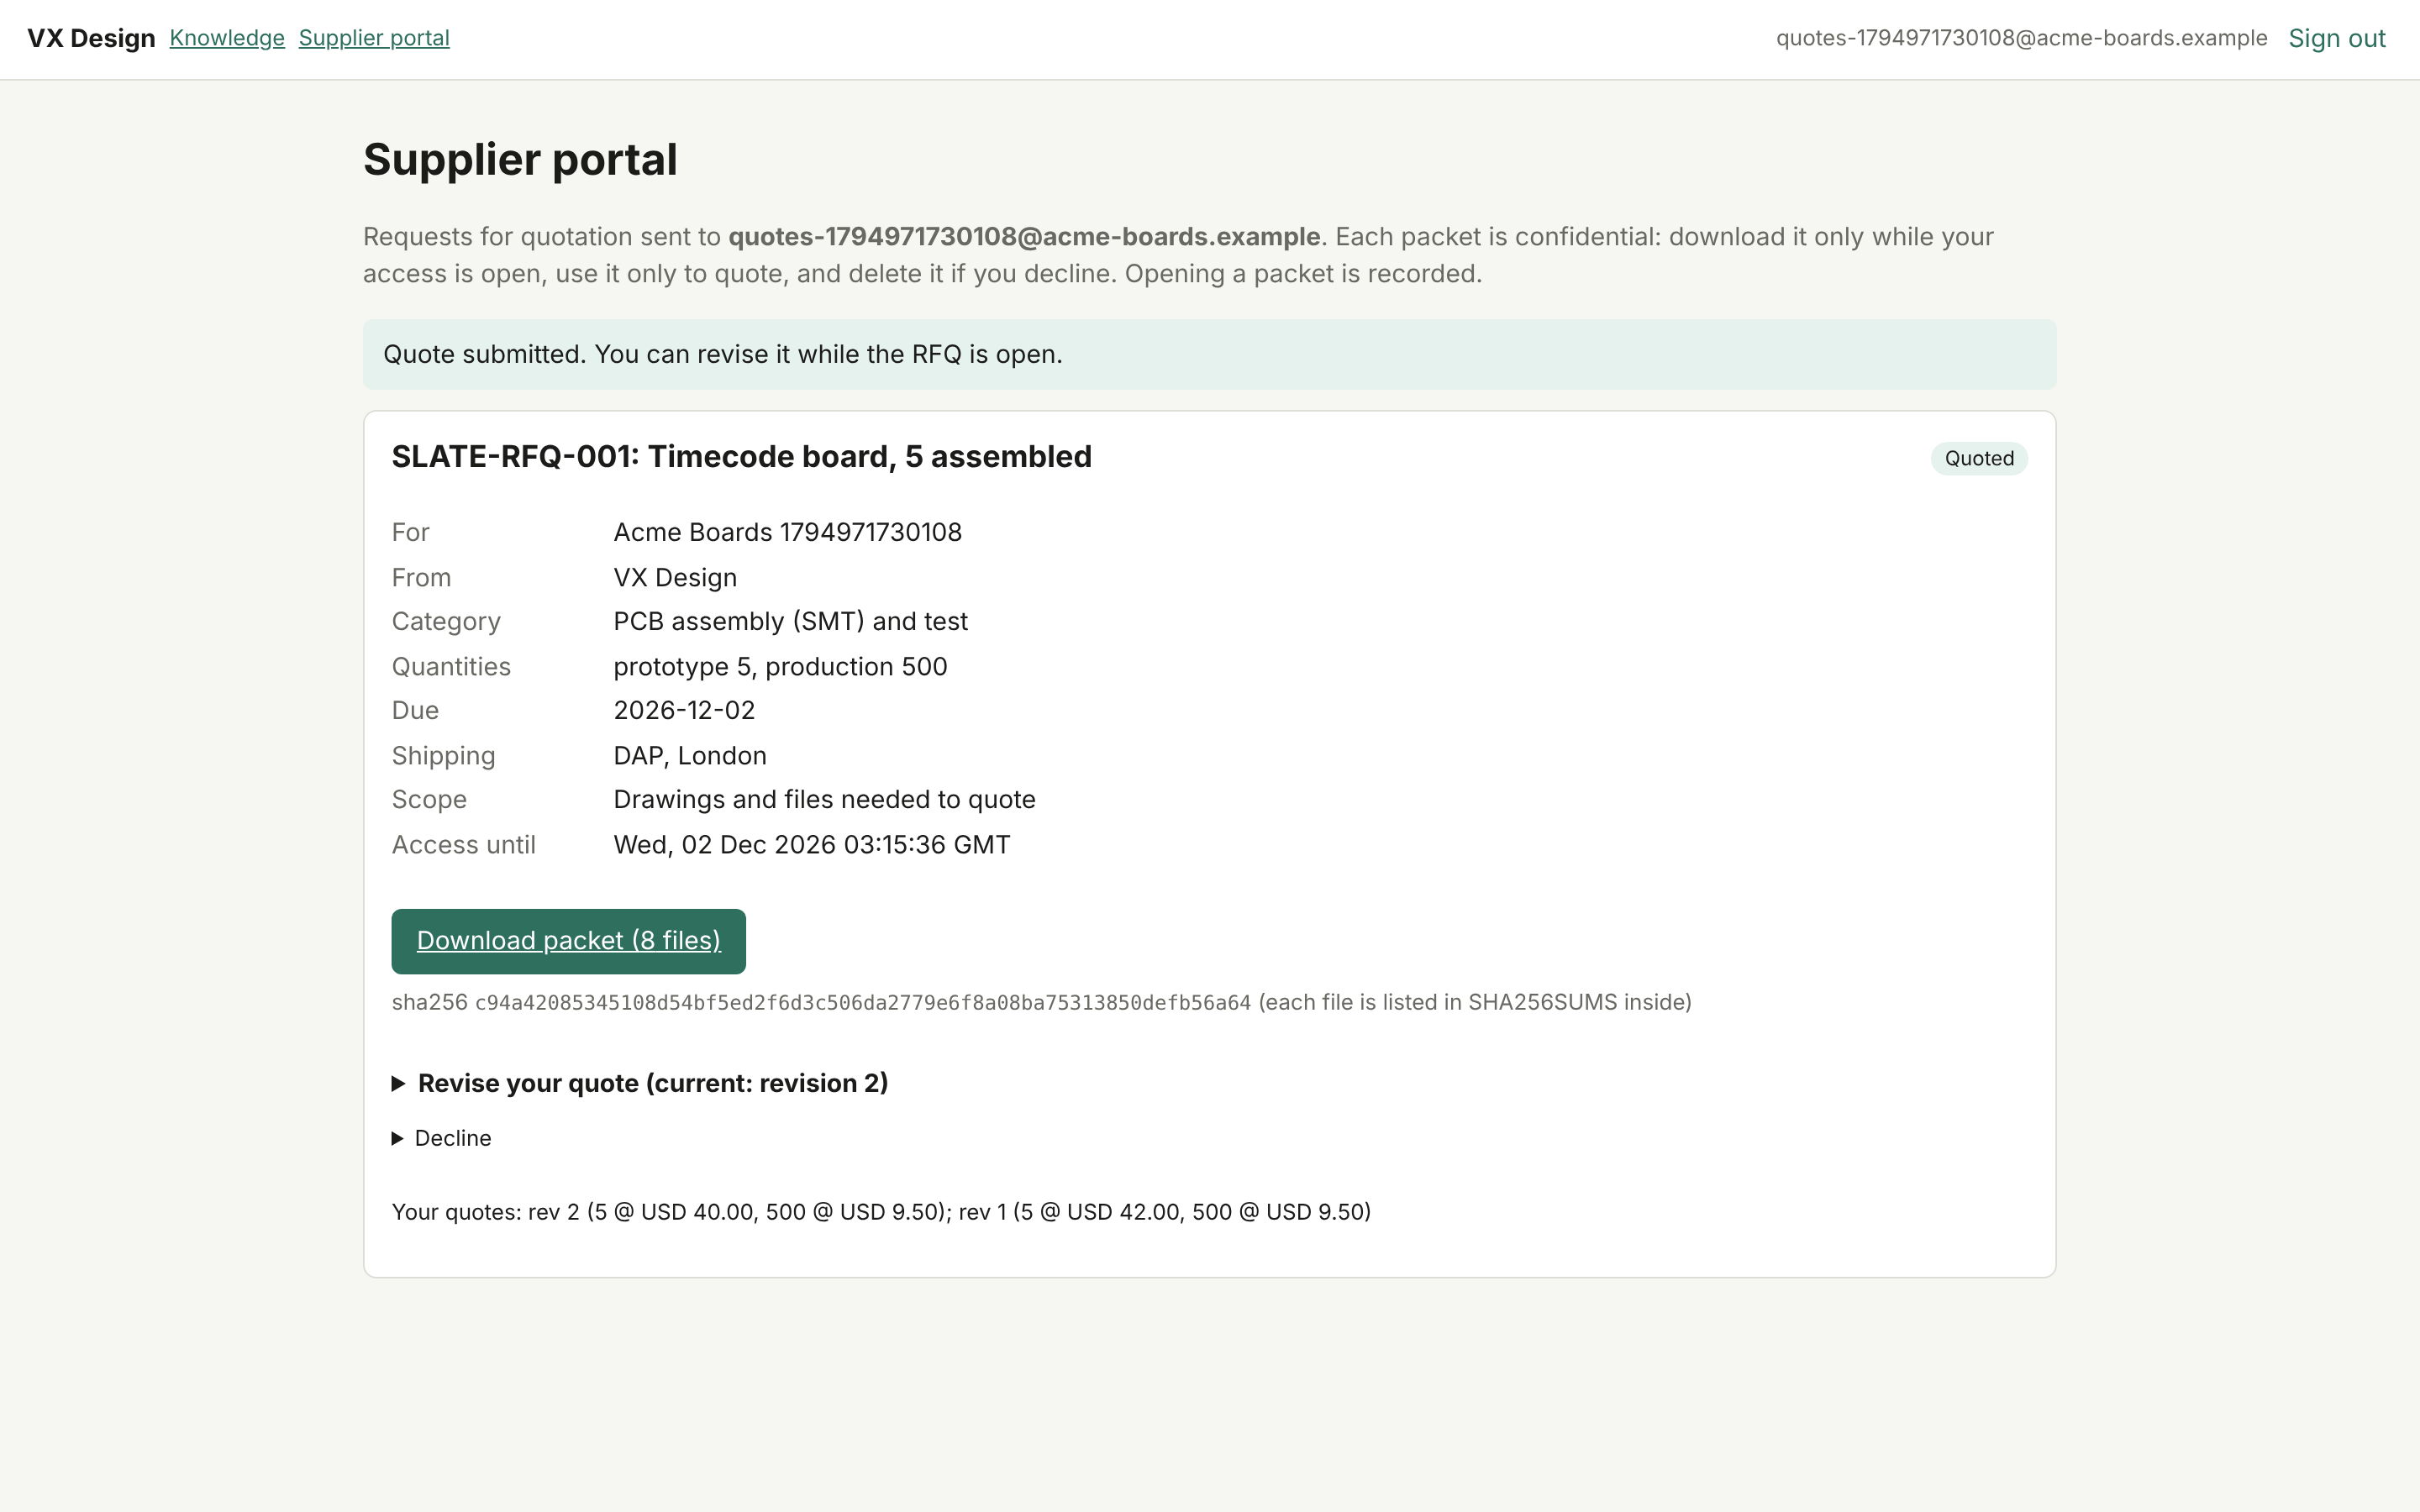 VX Design Knowledge Supplier portal quotes-1794971730108@acme-boards.example Sign out
Supplier portal
Requests for quotation sent to quotes-1794971730108@acme-boards.example. Each packet is confidential: download it only while your
access is open, use it only to quote, and delete it if you decline. Opening a packet is recorded.
Quote submitted. You can revise it while the RFQ is open.
SLATE-RFQ-001: Timecode board, 5 assembled Quoted
For Acme Boards 1794971730108
From VX Design
Category PCB assembly (SMT) and test
Quantities prototype 5, production 500
Due 2026-12-02
Shipping DAP, London
Scope Drawings and files needed to quote
Access until Wed, 02 Dec 2026 03:15:36 GMT
Download packet (8 files)
sha256 c94a42085345108d54bf5ed2f6d3c506da2779e6f8a08ba75313850defb56a64 (each file is listed in SHA256SUMS inside)
Revise your quote (current: revision 2)
Decline
Your quotes: rev 2 (5 @ USD 40.00, 500 @ USD 9.50); rev 1 (5 @ USD 42.00, 500 @ USD 9.50)